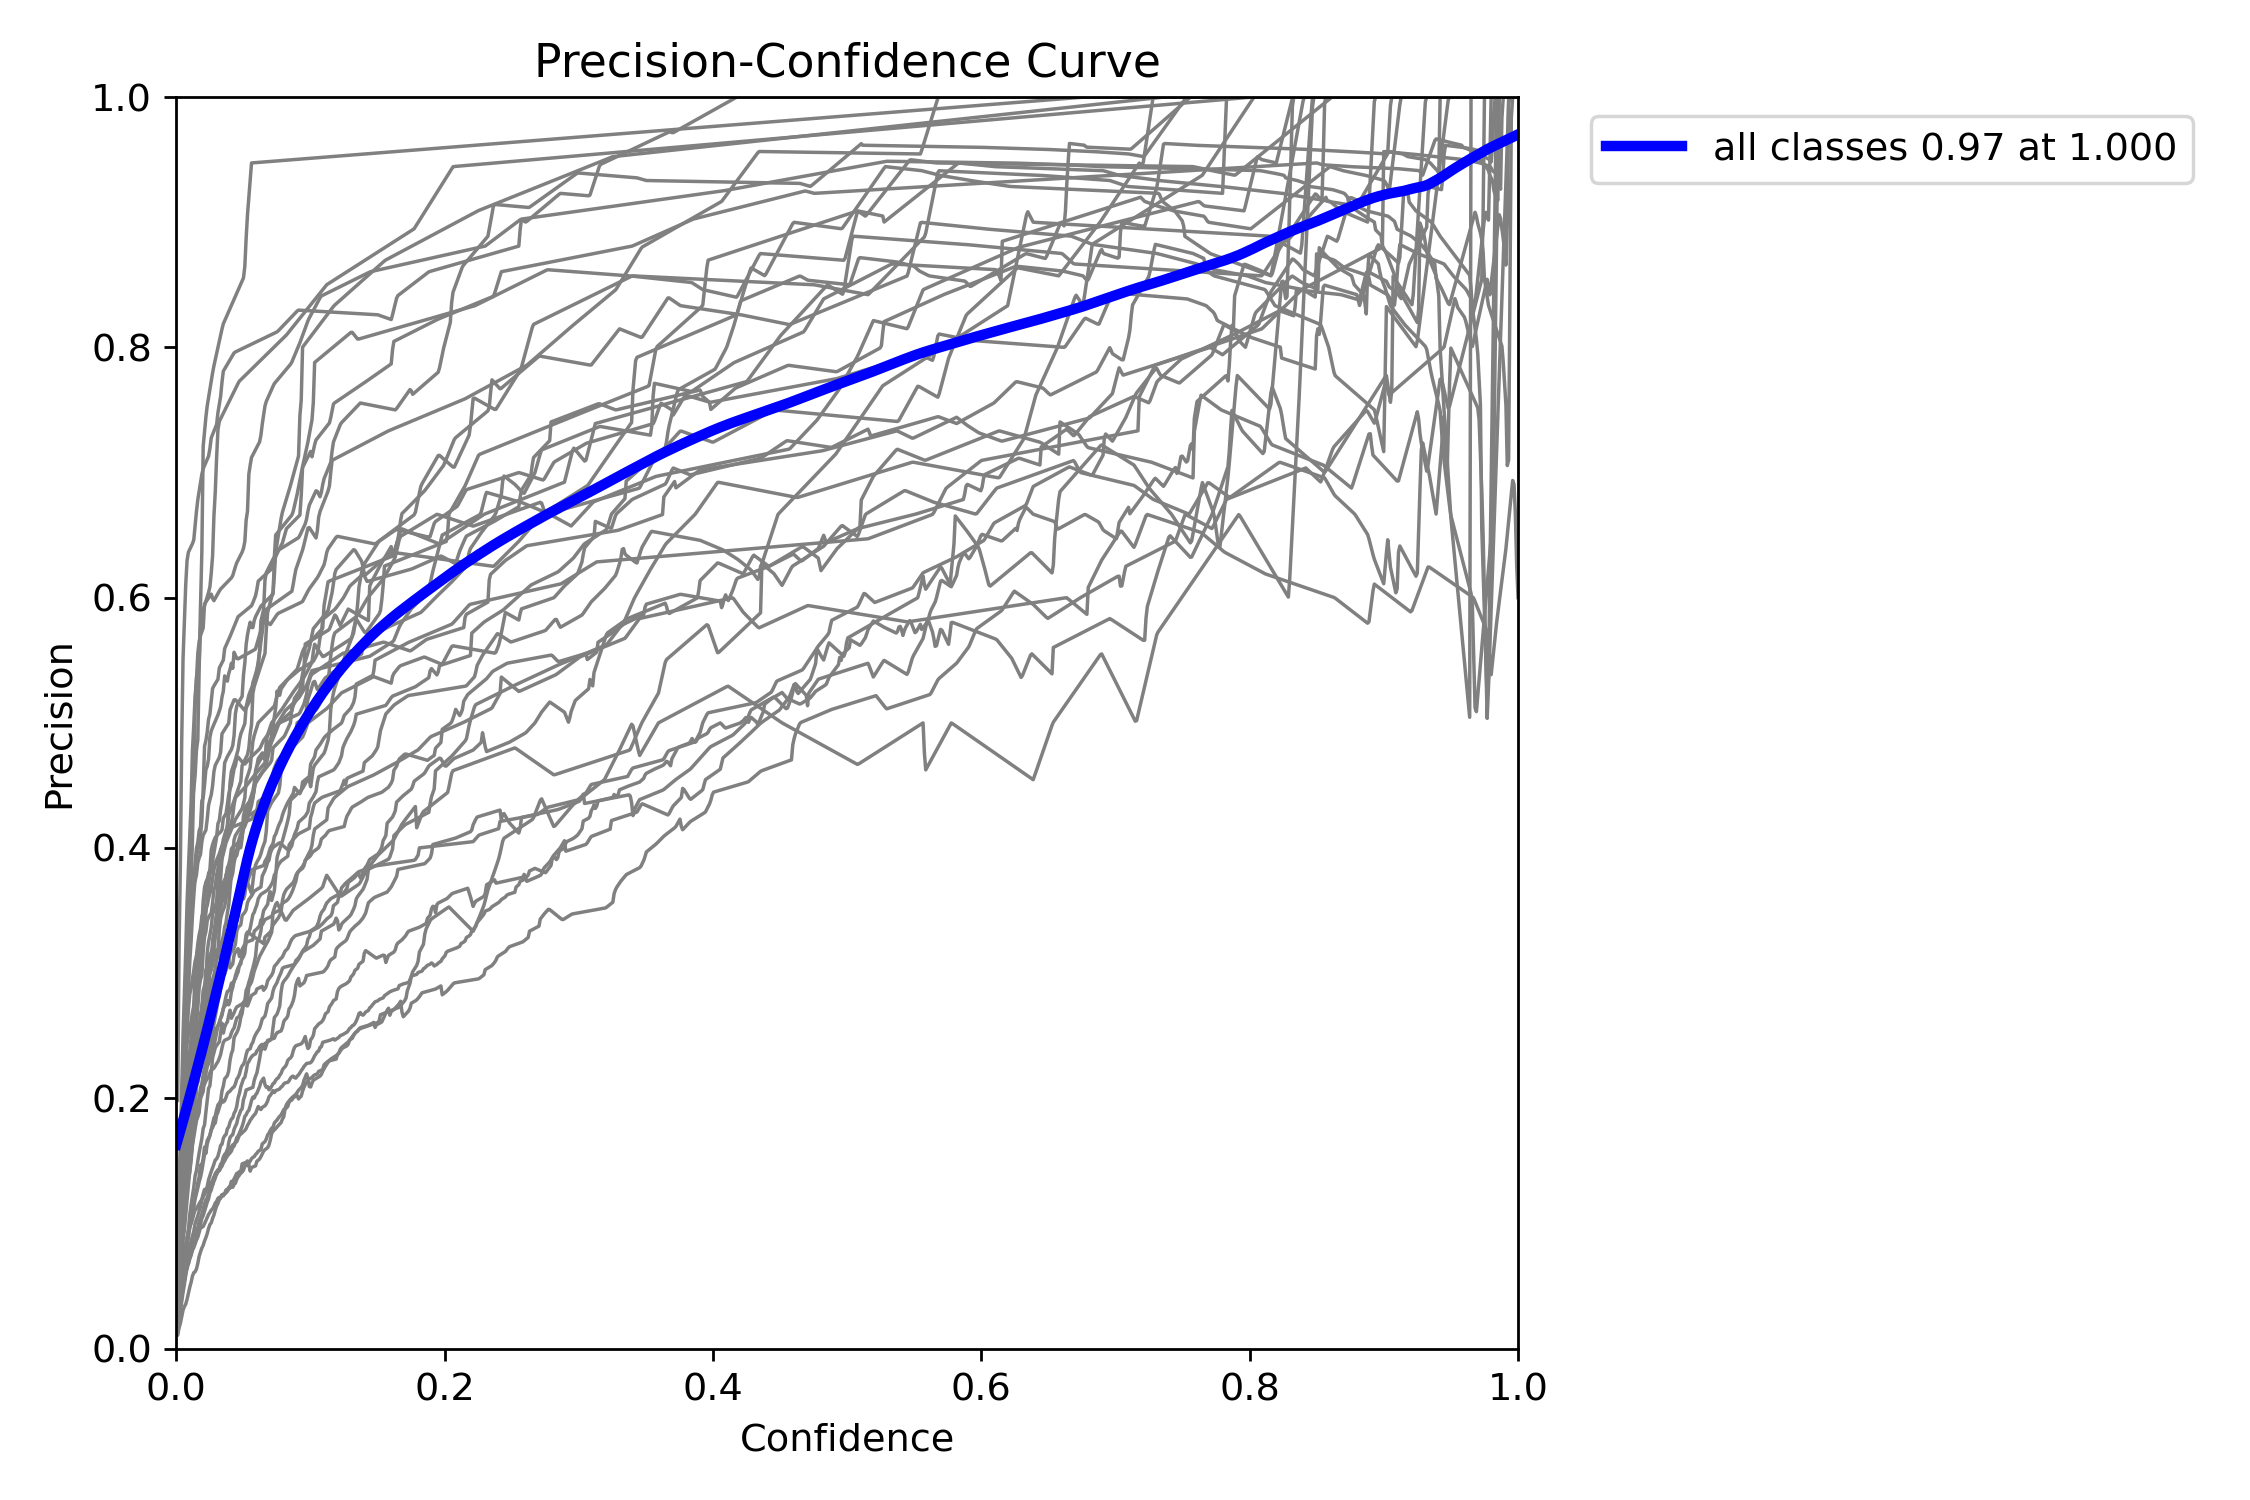 Precision-Confidence Curve
1.0
0.8
0.6
0.4
0.2
0.0
Precision
0.0 0.2 0.4 0.6 0.8 1.0
Confidence
all classes 0.97 at 1.000